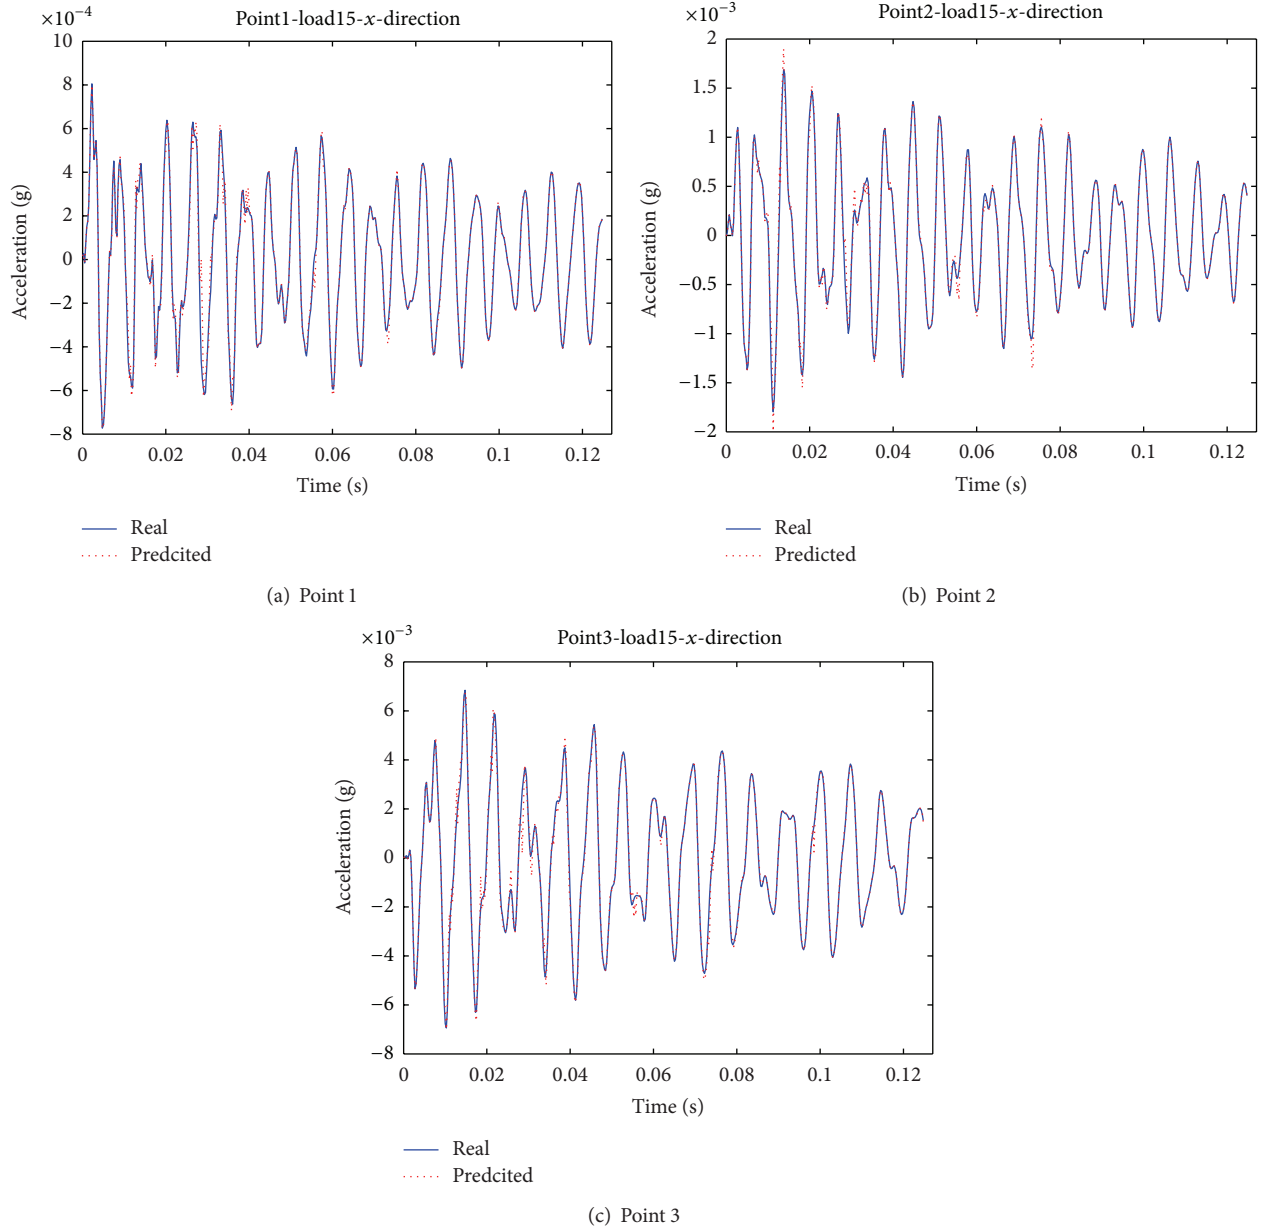 Point1-load15-x-direction
×10−4
10
8
6
4
2
0
−2
−4
−6
−8
Acceleration (g)
0 0.02 0.04 0.06 0.08 0.1 0.12
Time (s)
Real
Predcited
(a) Point 1
Point2-load15-x-direction
×10−3
2
1.5
1
0.5
0
−0.5
−1
−1.5
−2
Acceleration (g)
0 0.02 0.04 0.06 0.08 0.1 0.12
Time (s)
Real
Predicted
(b) Point 2
Point3-load15-x-direction
×10−3
8
6
4
2
0
−2
−4
−6
−8
Acceleration (g)
0 0.02 0.04 0.06 0.08 0.1 0.12
Time (s)
Real
Predcited
(c) Point 3